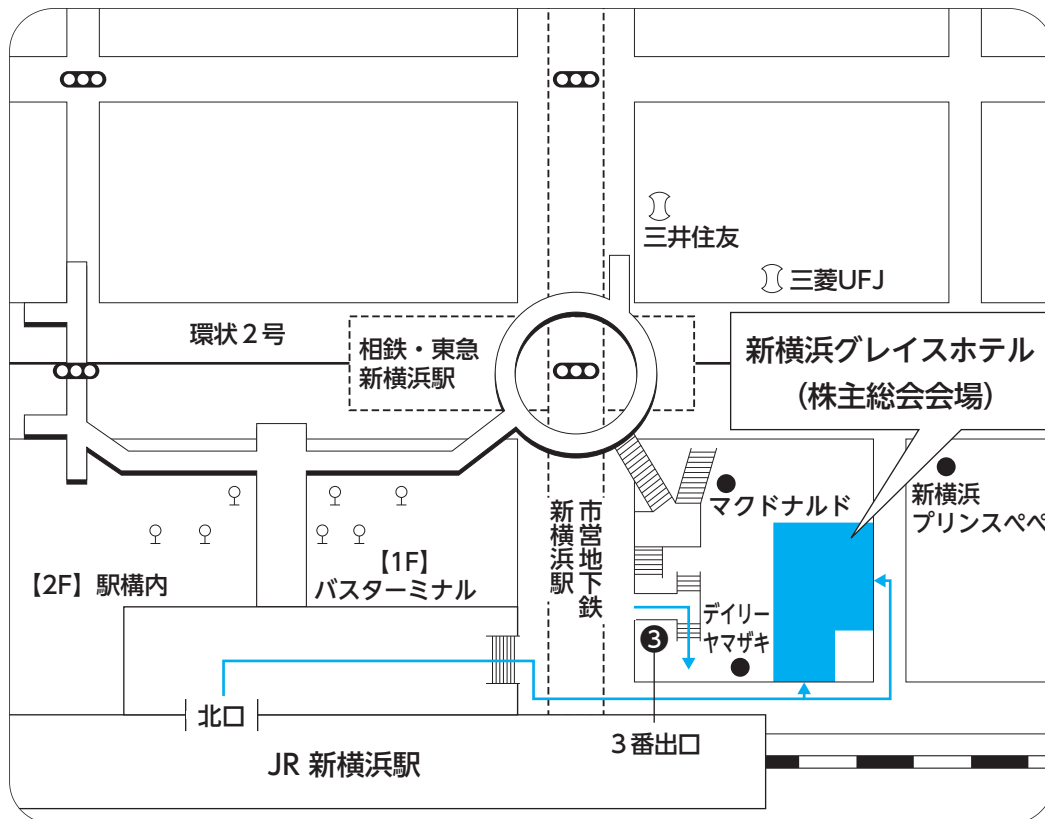 三井住友
三菱UFJ
環状２号
相鉄・東急
新横浜駅
新横浜グレイスホテル
(株主総会会場)
マクドナルド
新横浜
プリンスペペ
市営地下鉄
新横浜駅
【2F】駅構内
【1F】
バスターミナル
デイリー
ヤマザキ
3
北口
３番出口
JR 新横浜駅